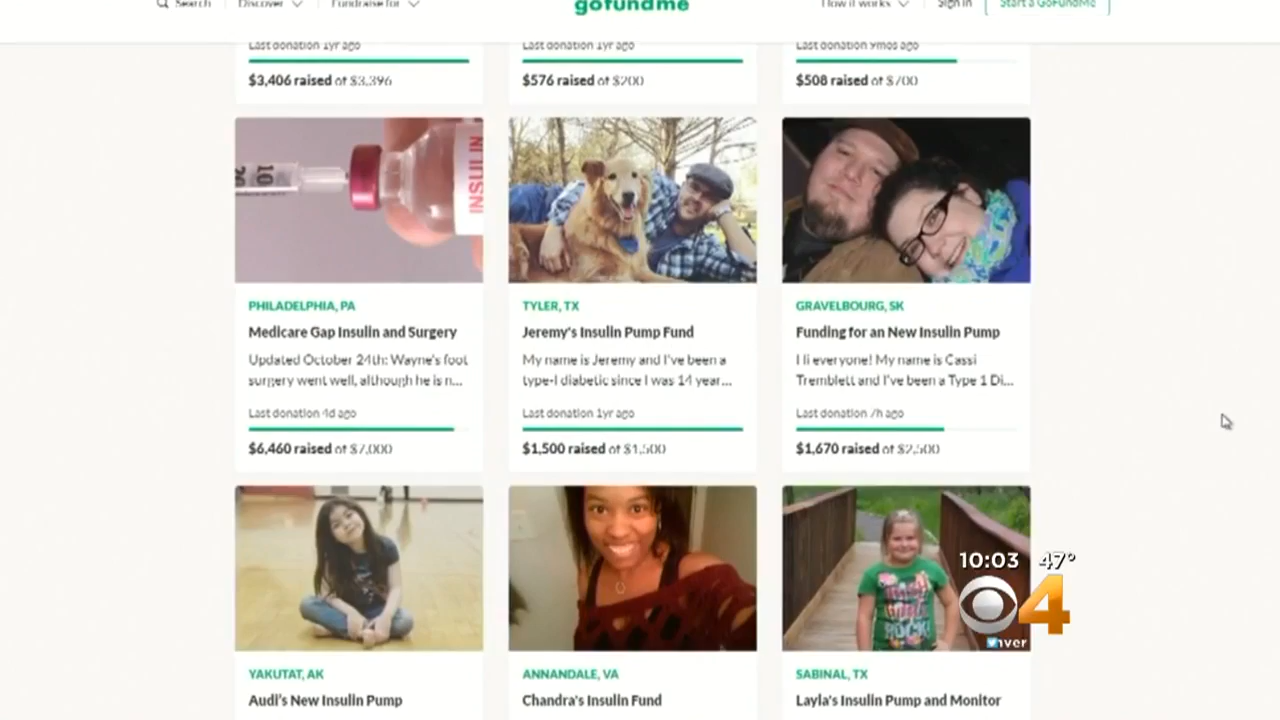 Search Discover Fundraise for gofundme How it works Sign in Start a GoFundMe
Last donation 1yr ago
$3,406 raised of $3,396
Last donation 1yr ago
$576 raised of $200
Last donation 9mos ago
$508 raised of $700
INSULIN
10
PHILADELPHIA, PA
Medicare Gap Insulin and Surgery
Updated October 24th: Wayne's foot
surgery went well, although he is n...
Last donation 4d ago
$6,460 raised of $7,000
TYLER, TX
Jeremy's Insulin Pump Fund
My name is Jeremy and I've been a
type-I diabetic since I was 14 year...
Last donation 1yr ago
$1,500 raised of $1,500
GRAVELBOURG, SK
Funding for an New Insulin Pump
Hi everyone! My name is Cassi
Tremblett and I've been a Type 1 Di...
Last donation 7h ago
$1,670 raised of $2,500
YAKUTAT, AK
Audi's New Insulin Pump
ANNANDALE, VA
Chandra's Insulin Fund
ROCK!
SABINAL, TX
Layla's Insulin Pump and Monitor
10:03 47°
4